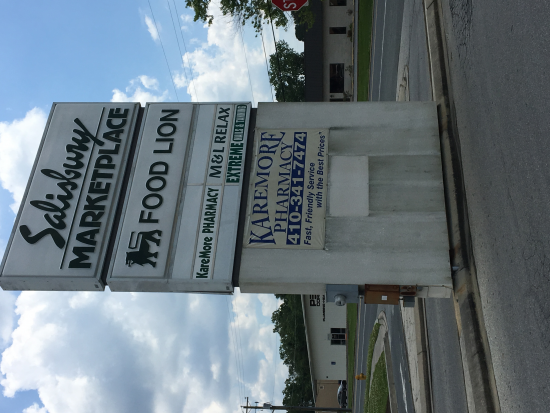 Salisbury
MARKETPLACE
FOOD LION
KareMore PHARMACY
M&L RELAX
EXTREME
KAREMORE
PHARMACY
410-341-7474
Fast, Friendly Service
with the Best Prices